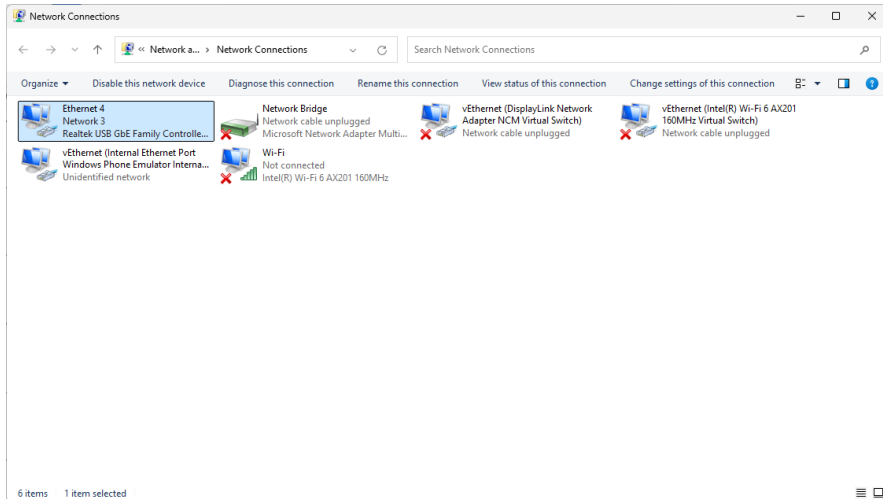 Network Connections
« Network a... › Network Connections
Search Network Connections
Organize Disable this network device Diagnose this connection Rename this connection View status of this connection Change settings of this connection
Ethernet 4
Network 3
Realtek USB GbE Family Controlle...
Network Bridge
Network cable unplugged
Microsoft Network Adapter Multi...
vEthernet (DisplayLink Network
Adapter NCM Virtual Switch)
Network cable unplugged
vEthernet (Intel(R) Wi-Fi 6 AX201
160MHz Virtual Switch)
Network cable unplugged
vEthernet (Internal Ethernet Port
Windows Phone Emulator Interna...
Unidentified network
Wi-Fi
Not connected
Intel(R) Wi-Fi 6 AX201 160MHz
6 items 1 item selected